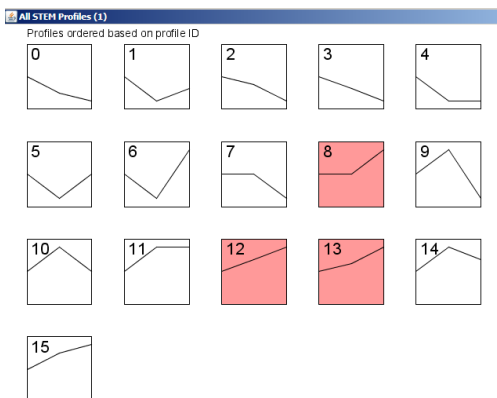 All STEM Profiles (1)
Profiles ordered based on profile ID
0 1 2 3 4
5 6 7 8 9
10 11 12 13 14
15